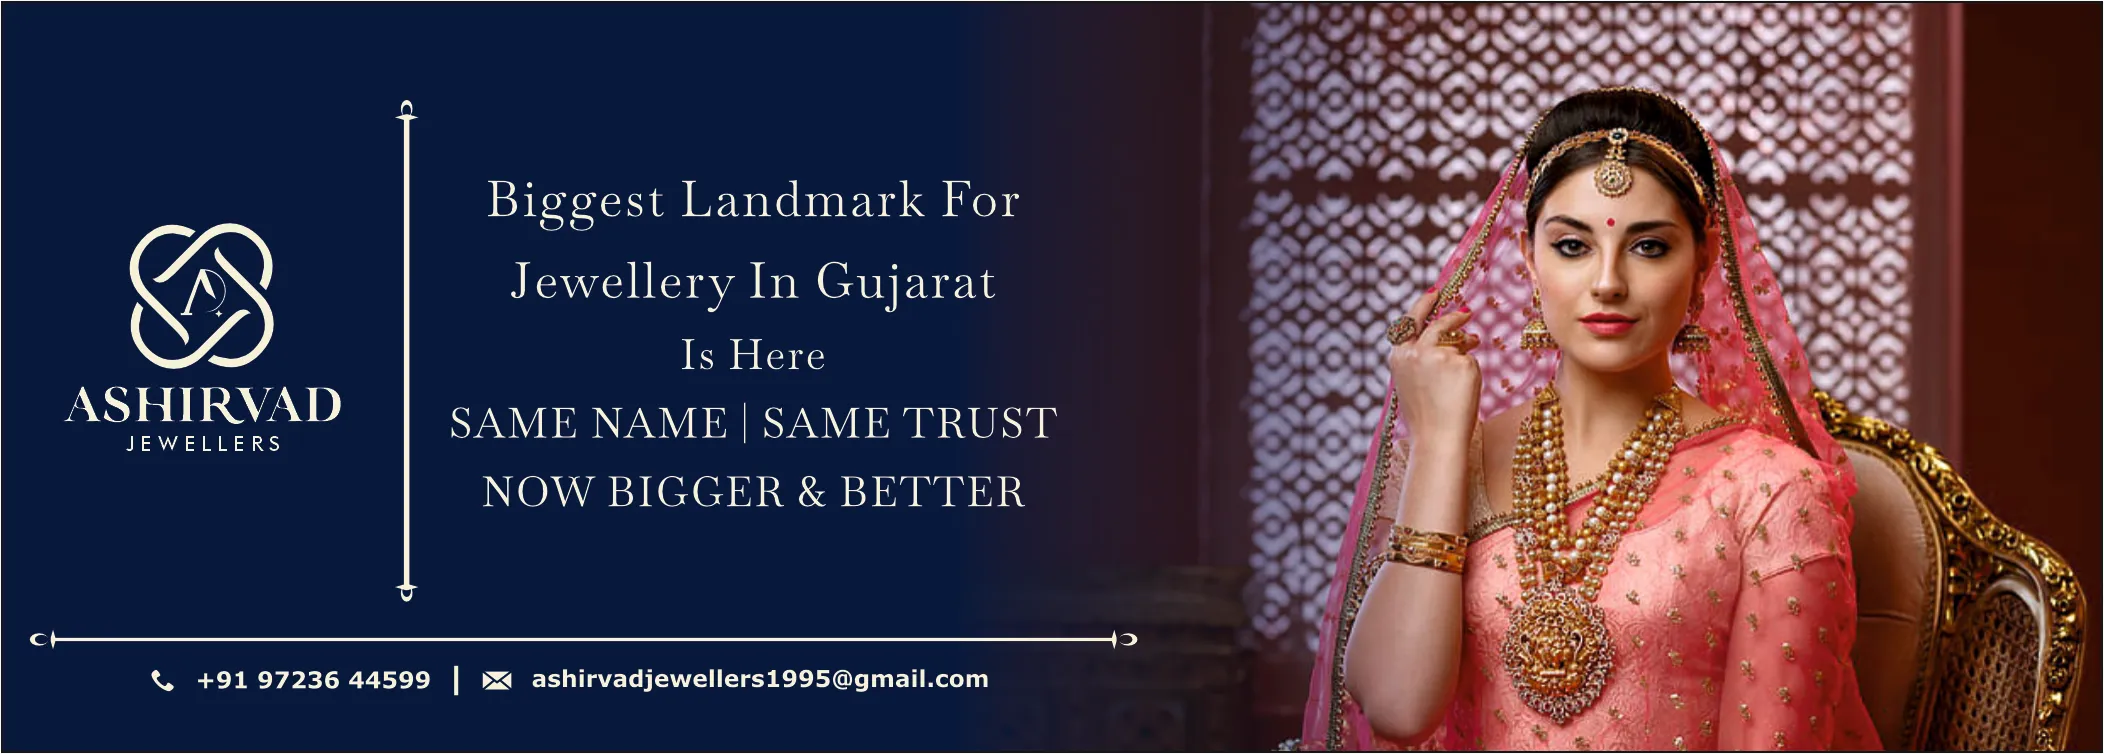 ASHIRVAD
JEWELLERS
Biggest Landmark For
Jewellery In Gujarat
Is Here
SAME NAME | SAME TRUST
NOW BIGGER & BETTER
+91 97236 44599 | ashirvadjewellers1995@gmail.com